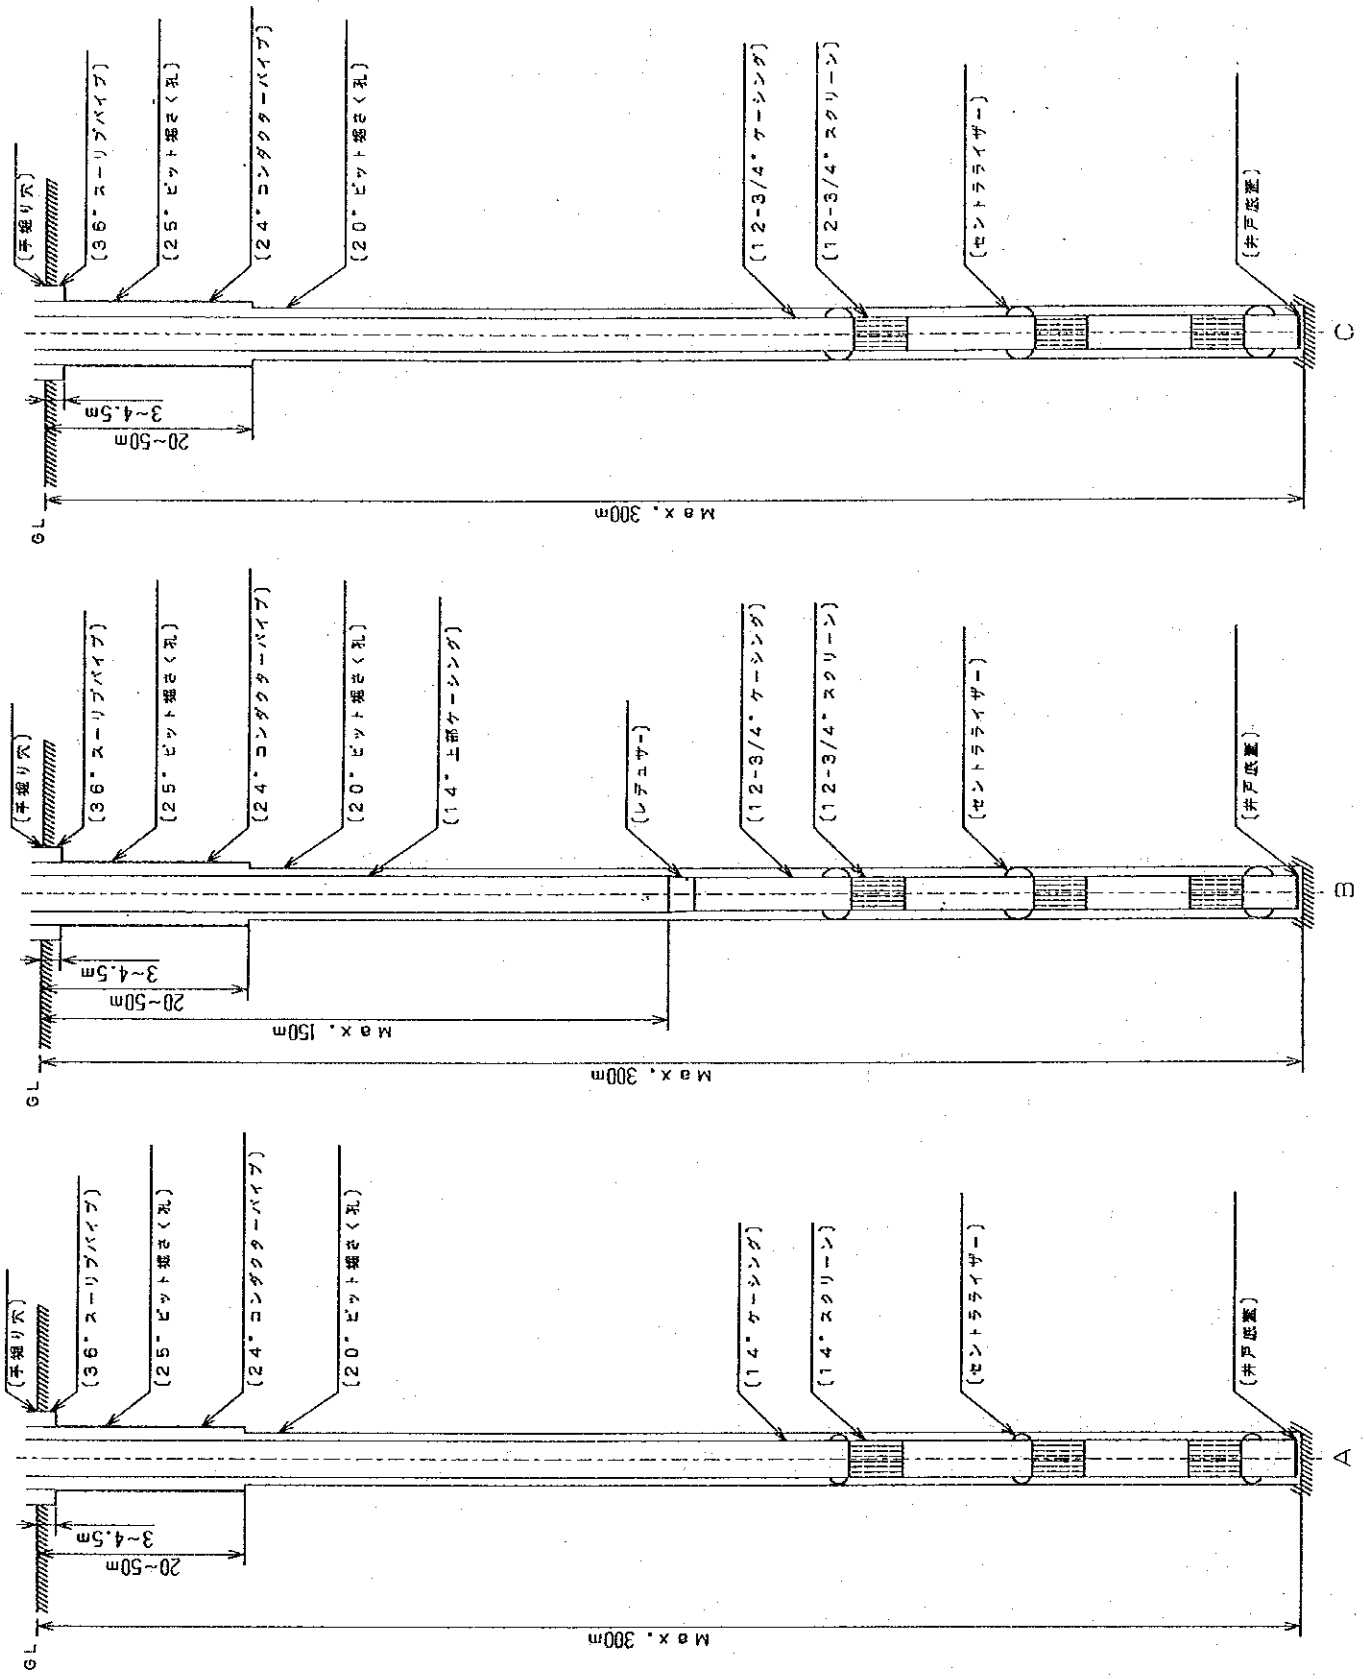 GL
(手堀り穴)
(36" スーリブパイプ)
(25" ビット堀さく孔)
(24" コンダクターパイプ)
(20" ビット堀さく孔)
(14" ケーシング)
(14" スクリーン)
(セントラライザー)
(井戸底蓋)
3~4.5m
20~50m
Max. 300m
A
GL
(手堀り穴)
(36" スーリブパイプ)
(25" ビット堀さく孔)
(24" コンダクターパイプ)
(20" ビット堀さく孔)
(14" 上部ケーシング)
(レデュサー)
(12-3/4" ケーシング)
(12-3/4" スクリーン)
(セントラライザー)
(井戸底蓋)
3~4.5m
20~50m
Max. 150m
Max. 300m
B
GL
(手堀り穴)
(36" スーリブパイプ)
(25" ビット堀さく孔)
(24" コンダクターパイプ)
(20" ビット堀さく孔)
(12-3/4" ケーシング)
(12-3/4" スクリーン)
(セントラライザー)
(井戸底蓋)
3~4.5m
20~50m
Max. 300m
C